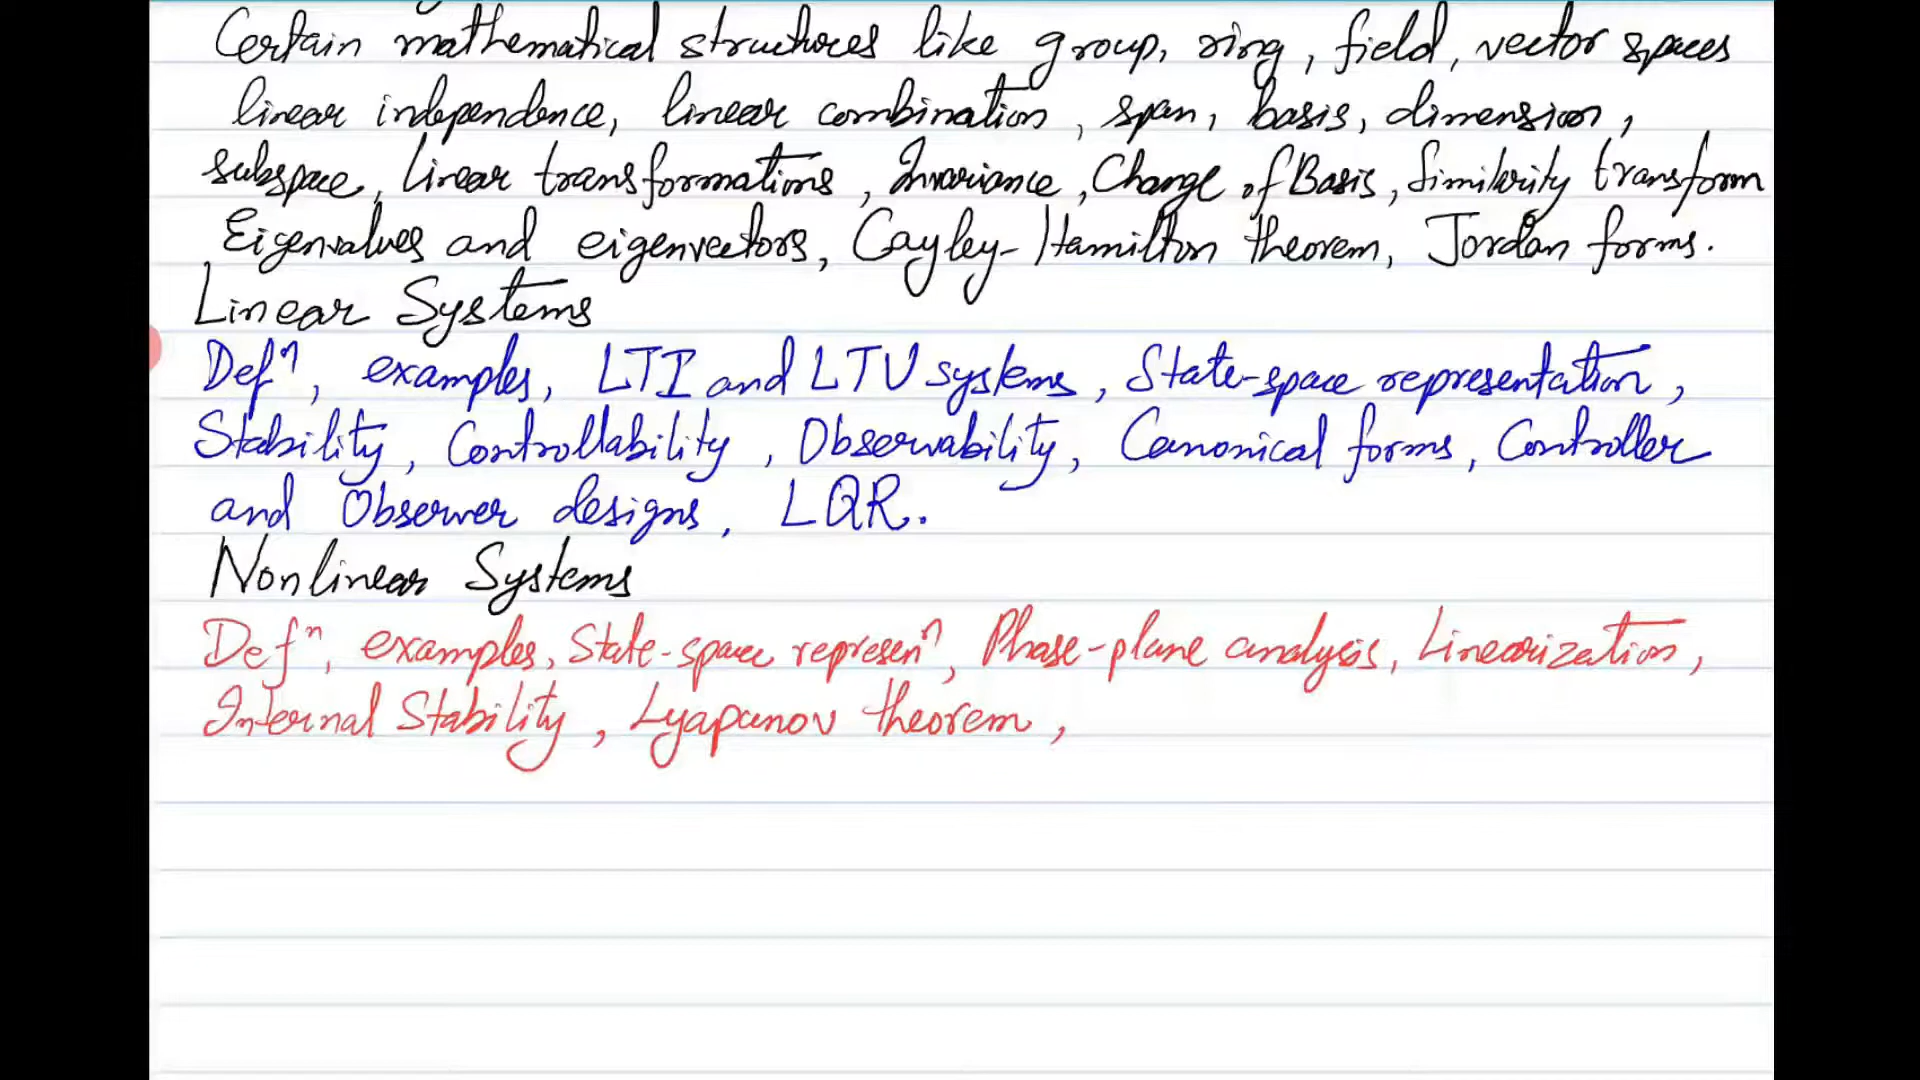 Certain mathematical structures like group, ring, field, vector spaces
linear independence, linear combination, span, basis, dimension,
subspace, Linear transformations, Invariance, Change of Basis, Similarity transform
Eigenvalues and eigenvectors, Cayley-Hamilton theorem, Jordan forms.
Linear Systems
Defⁿ, examples, LTI and LTV systems, State-space representation,
Stability, Controllability, Observability, Canonical forms, Controller
and Observer designs, LQR.
Nonlinear Systems
Defⁿ, examples, State-space represenⁿ, Phase-plane analysis, Linearization,
Internal Stability, Lyapunov theorem,